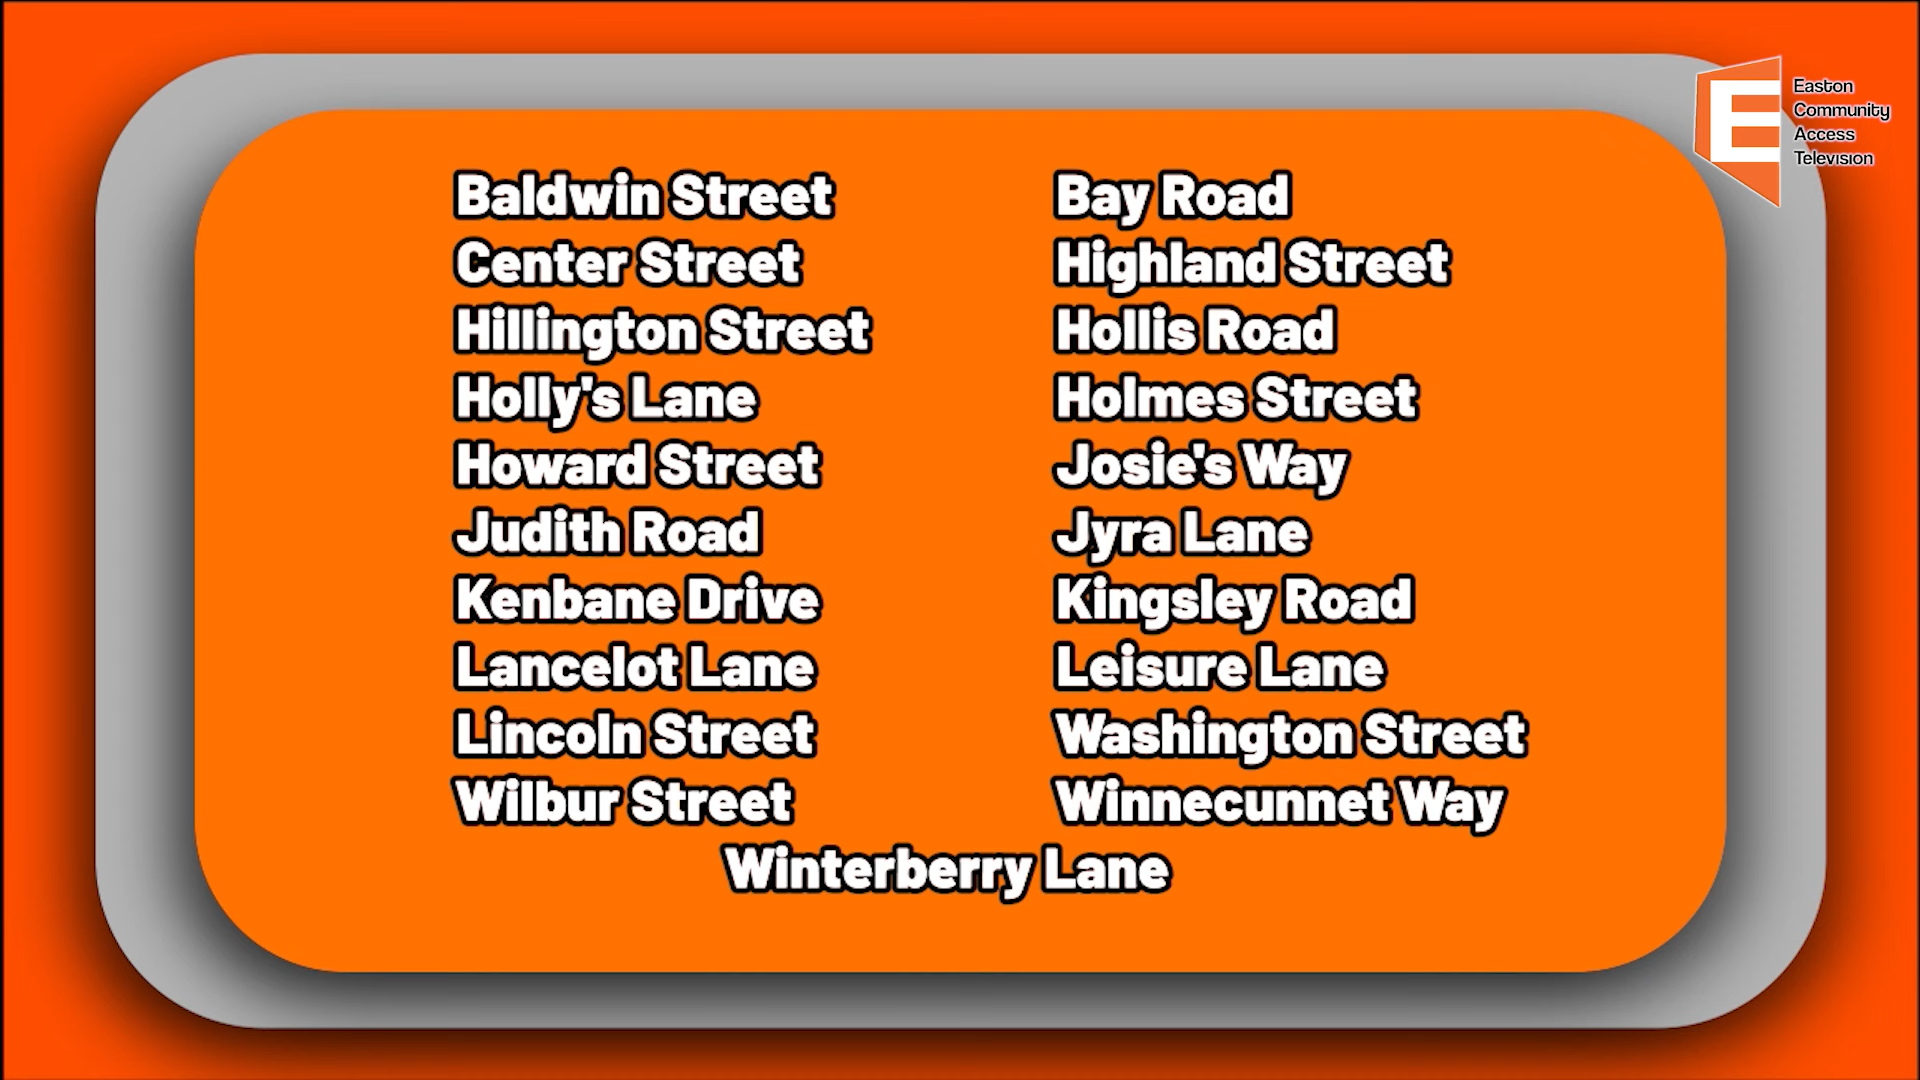 Baldwin Street
Bay Road
Center Street
Highland Street
Hillington Street
Hollis Road
Holly's Lane
Holmes Street
Howard Street
Josie's Way
Judith Road
Jyra Lane
Kenbane Drive
Kingsley Road
Lancelot Lane
Leisure Lane
Lincoln Street
Washington Street
Wilbur Street
Winnecunnet Way
Winterberry Lane
E
Easton
Community
Access
Television